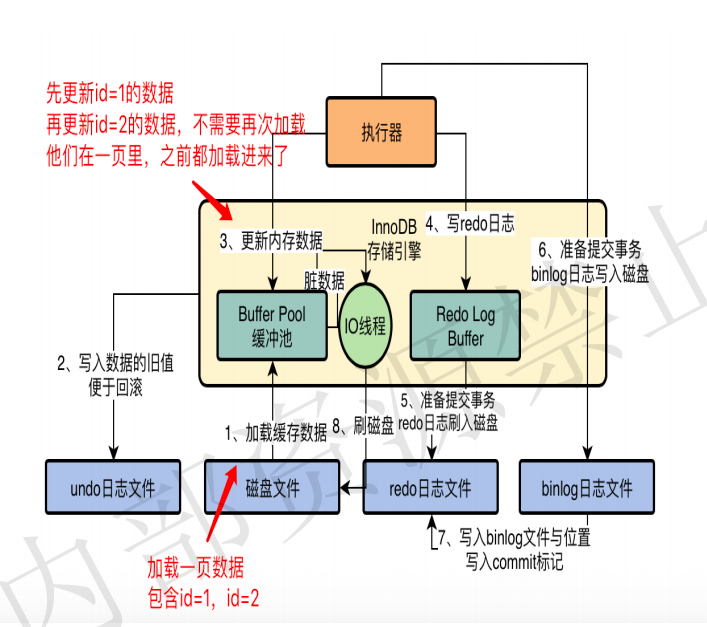 先更新id=1的数据
再更新id=2的数据，不需要再次加载
他们在一页里，之前都加载进来了
执行器
InnoDB
存储引擎
4、写redo日志
3、更新内存数据
6、准备提交事务
binlog日志写入磁盘
脏数据
Buffer Pool
缓冲池
IO线程
Redo Log
Buffer
2、写入数据的旧值
便于回滚
1、加载缓存数据
8、刷磁盘
5、准备提交事务
redo日志刷入磁盘
undo日志文件
磁盘文件
redo日志文件
binlog日志文件
7、写入binlog文件与位置
写入commit标记
加载一页数据
包含id=1，id=2
内部资源禁止